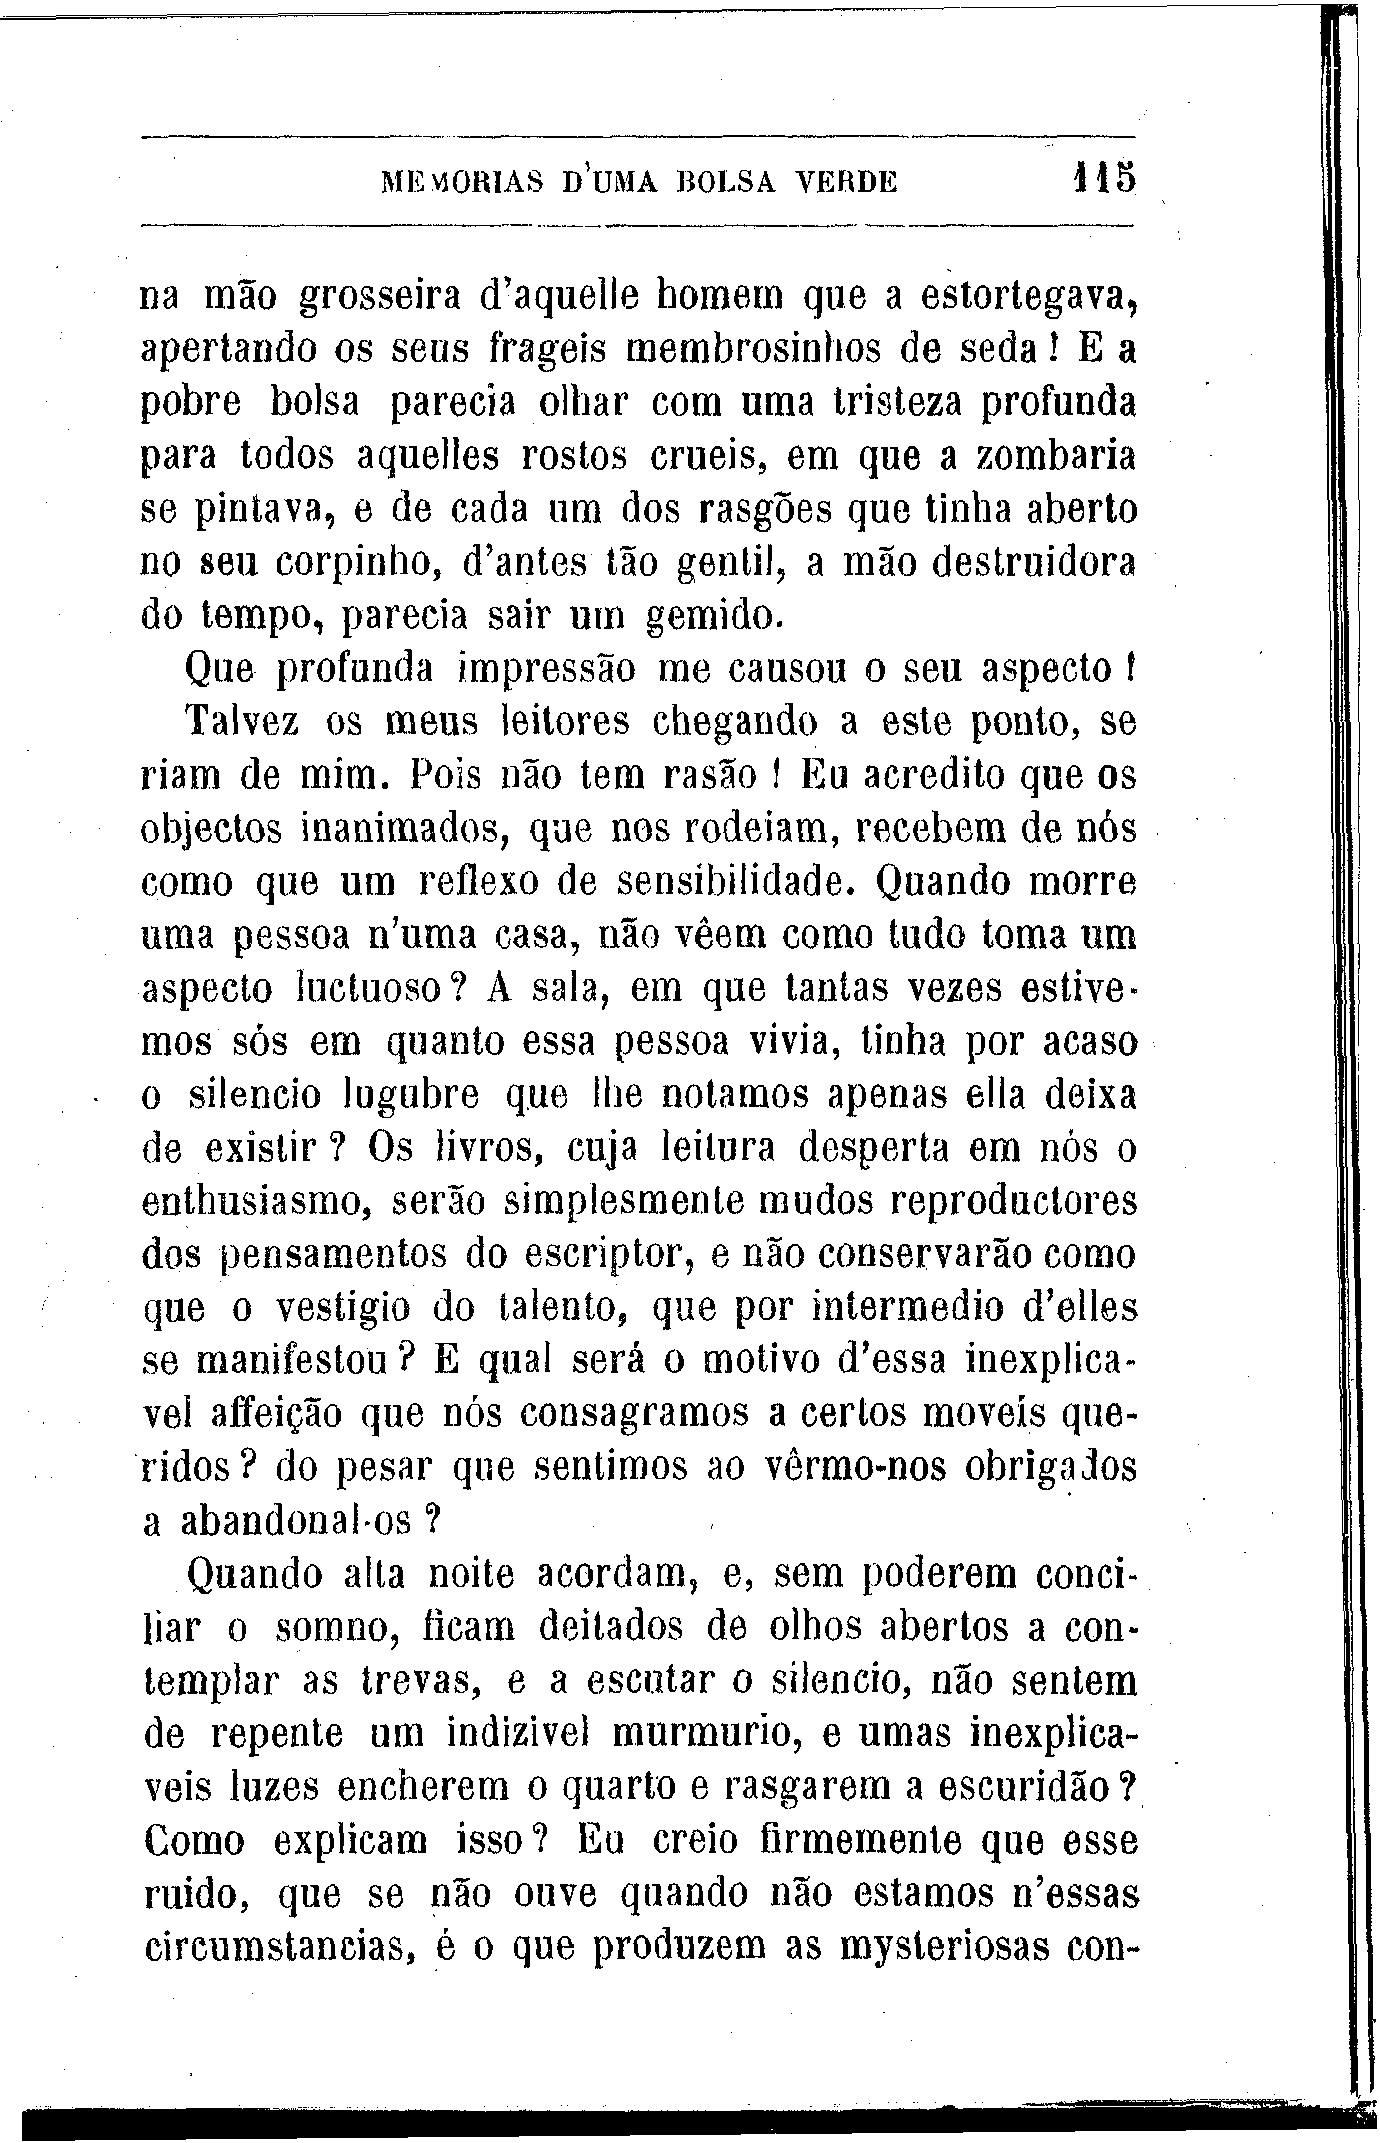 MEMORIAS D'UMA BOLSA VERDE 115
na mão grosseira d'aquelle homem que a estortegava,
apertando os seus frageis membrosinhos de seda! E a
pobre bolsa parecia olhar com uma tristeza profunda
para todos aquelles rostos crueis, em que a zombaria
se pintava, e de cada um dos rasgões que tinha aberto
no seu corpinho, d'antes tão gentil, a mão destruidora
do tempo, parecia sair um gemido.
Que profunda impressão me causou o seu aspecto!
Talvez os meus leitores chegando a este ponto, se
riam de mim. Pois não tem rasão! Eu acredito que os
objectos inanimados, que nos rodeiam, recebem de nós
como que um reflexo de sensibilidade. Quando morre
uma pessoa n'uma casa, não vêem como tudo toma um
aspecto luctuoso? A sala, em que tantas vezes estive-
mos sós em quanto essa pessoa vivia, tinha por acaso
o silencio lugubre que lhe notamos apenas ella deixa
de existir? Os livros, cuja leitura desperta em nós o
enthusiasmo, serão simplesmente mudos reproductores
dos pensamentos do escriptor, e não conservarão como
que o vestigio do talento, que por intermedio d'elles
se manifestou? E qual será o motivo d'essa inexplica-
vel affeição que nós consagramos a certos moveis que-
ridos? do pesar que sentimos ao vêrmo-nos obrigados
a abandonal-os?
Quando alta noite acordam, e, sem poderem conci-
liar o somno, ficam deitados de olhos abertos a con-
templar as trevas, e a escutar o silencio, não sentem
de repente um indizivel murmurio, e umas inexplica-
veis luzes encherem o quarto e rasgarem a escuridão?
Como explicam isso? Eu creio firmemente que esse
ruido, que se não ouve quando não estamos n'essas
circumstancias, é o que produzem as mysteriosas con-